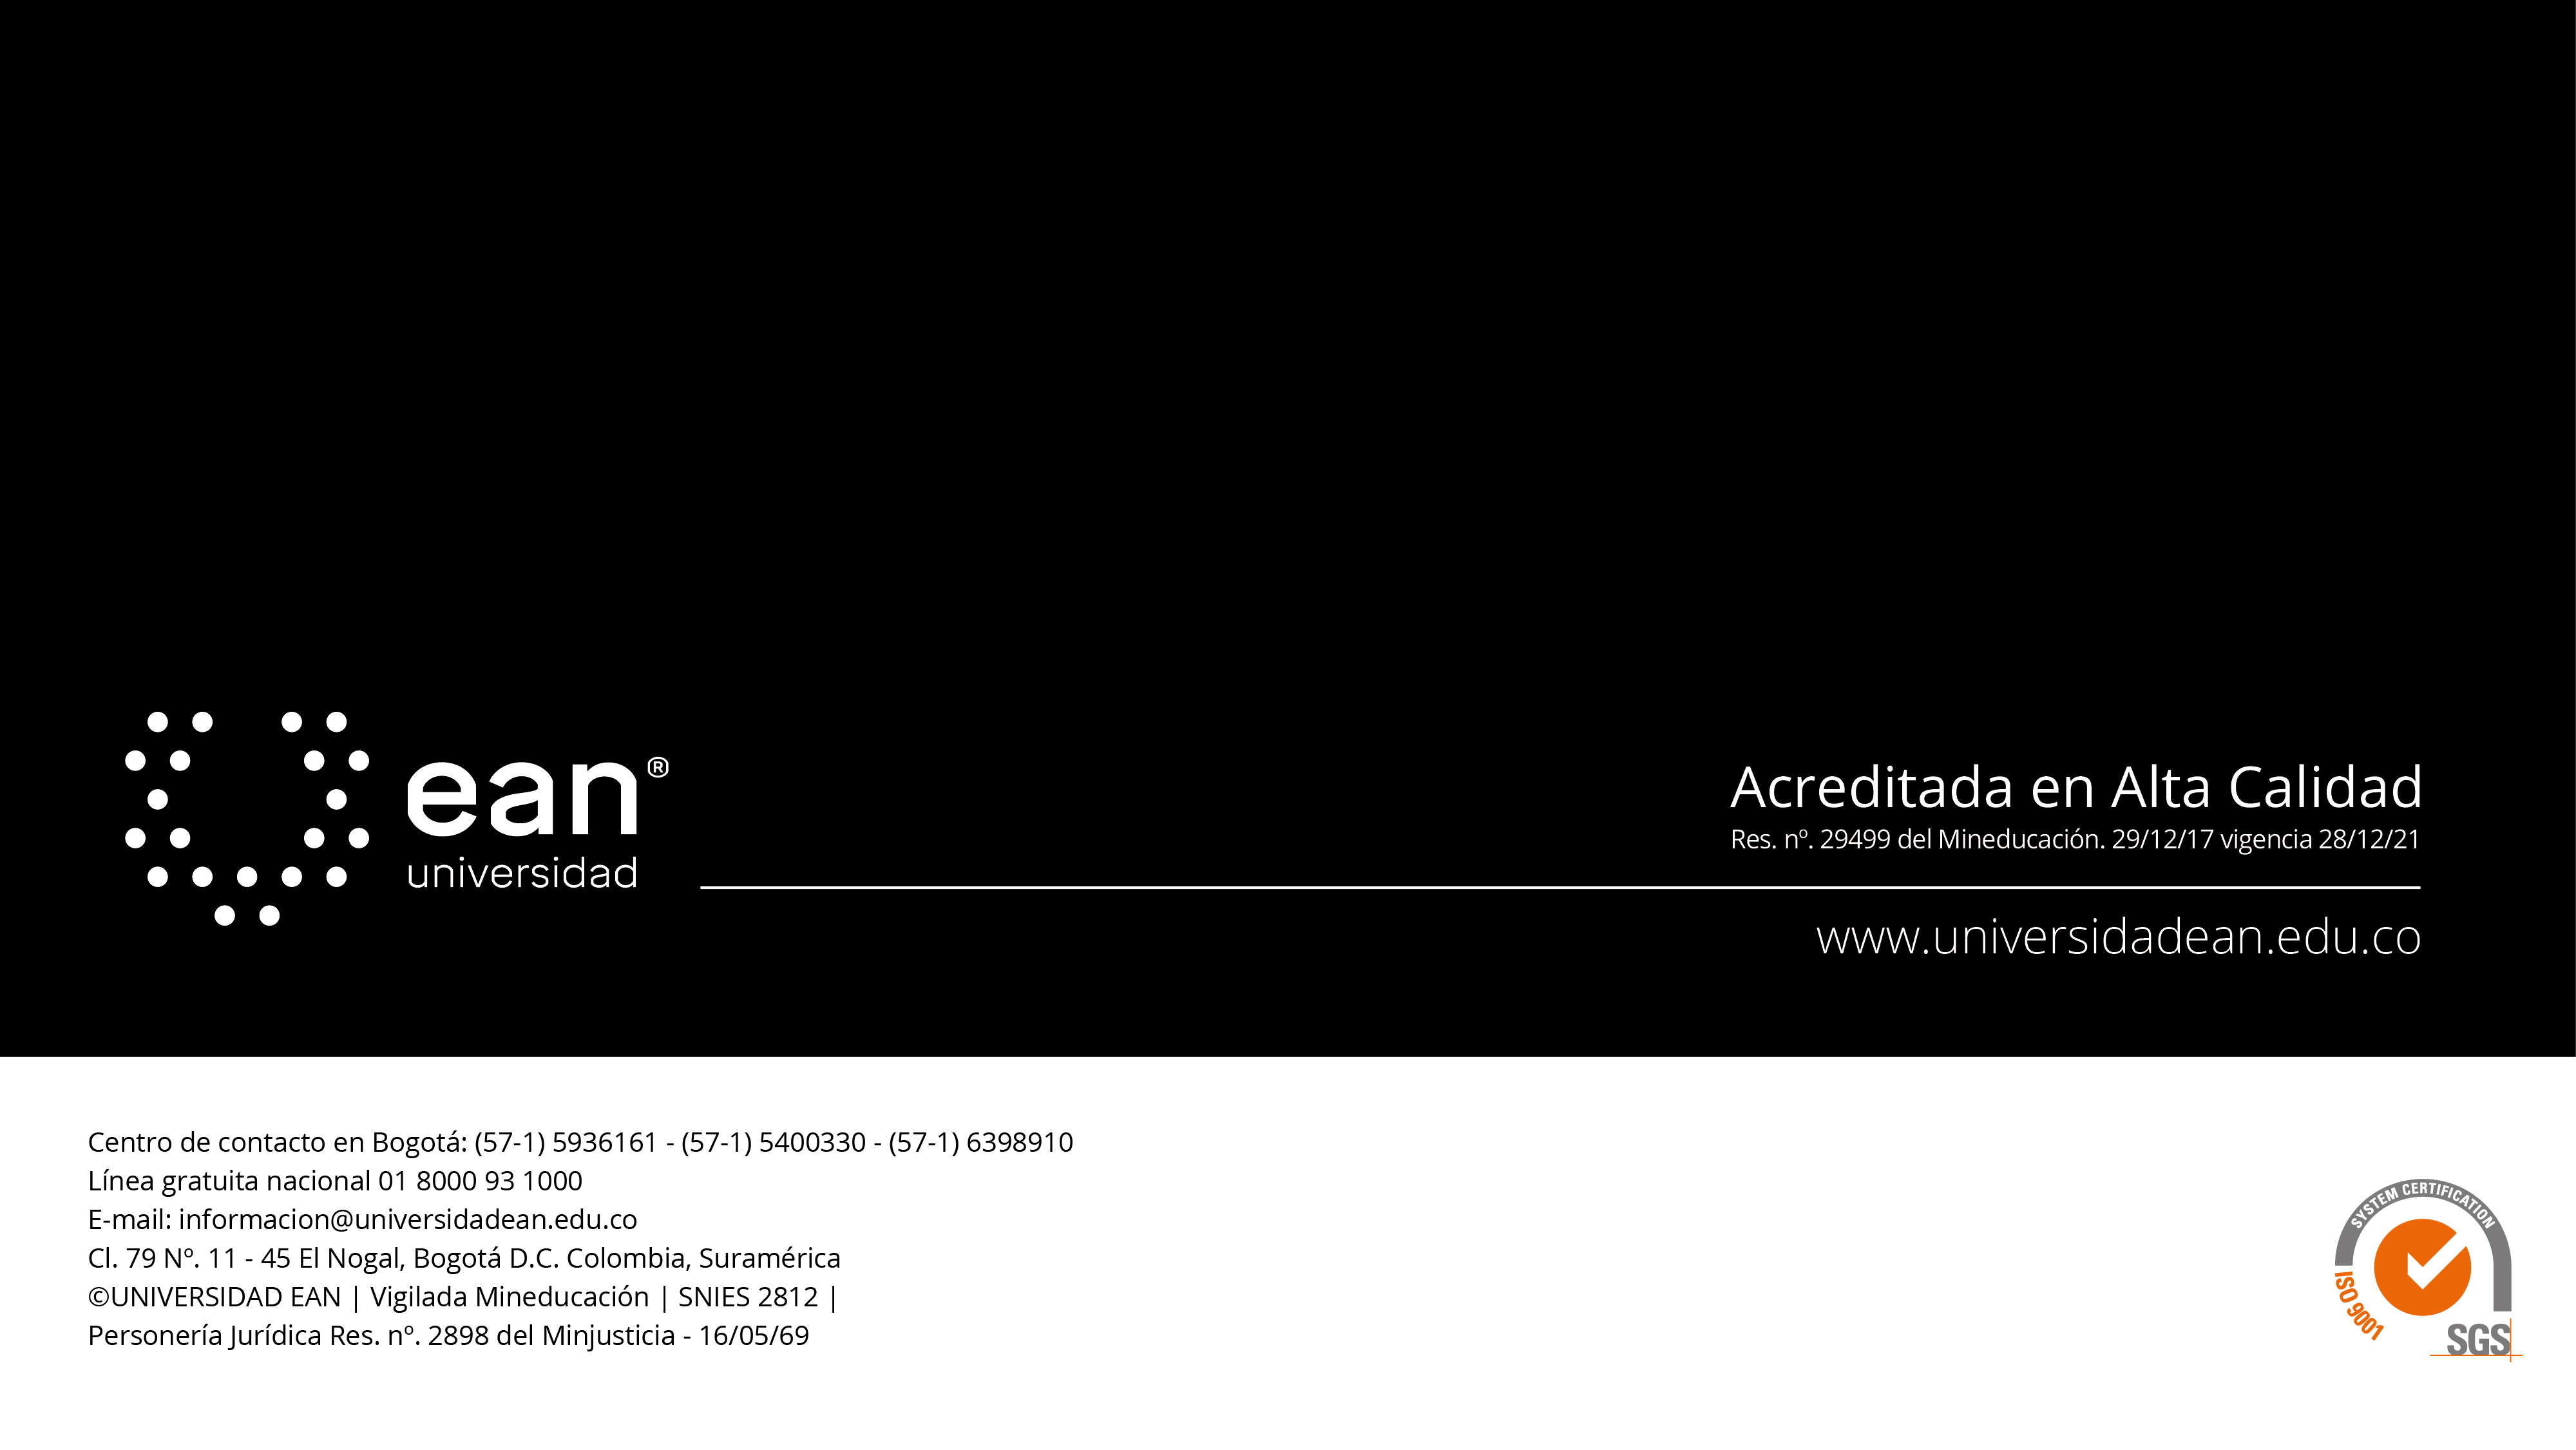 ean®
universidad
Acreditada en Alta Calidad
Res. nº. 29499 del Mineducación. 29/12/17 vigencia 28/12/21
www.universidadean.edu.co
Centro de contacto en Bogotá: (57-1) 5936161 - (57-1) 5400330 - (57-1) 6398910
Línea gratuita nacional 01 8000 93 1000
E-mail: informacion@universidadean.edu.co
Cl. 79 Nº. 11 - 45 El Nogal, Bogotá D.C. Colombia, Suramérica
©UNIVERSIDAD EAN | Vigilada Mineducación | SNIES 2812 |
Personería Jurídica Res. nº. 2898 del Minjusticia - 16/05/69
SYSTEM CERTIFICATION
ISO 9001
SGS